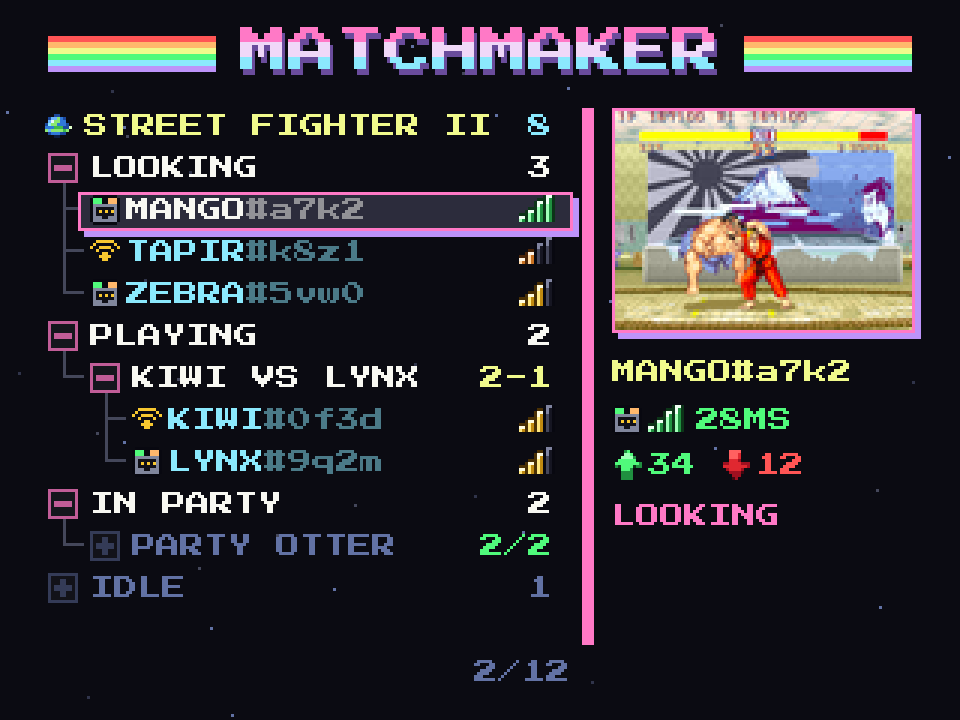 MATCHMAKER
STREET FIGHTER II 8
LOOKING 3
MANGO#a7k2
TAPIR#k8z1
ZEBRA#5vw0
PLAYING 2
KIWI VS LYNX 2-1
KIWI#0f3d
LYNX#9q2m
IN PARTY 2
PARTY OTTER 2/2
IDLE 1
2/12
MANGO#a7k2
28MS
34 12
LOOKING